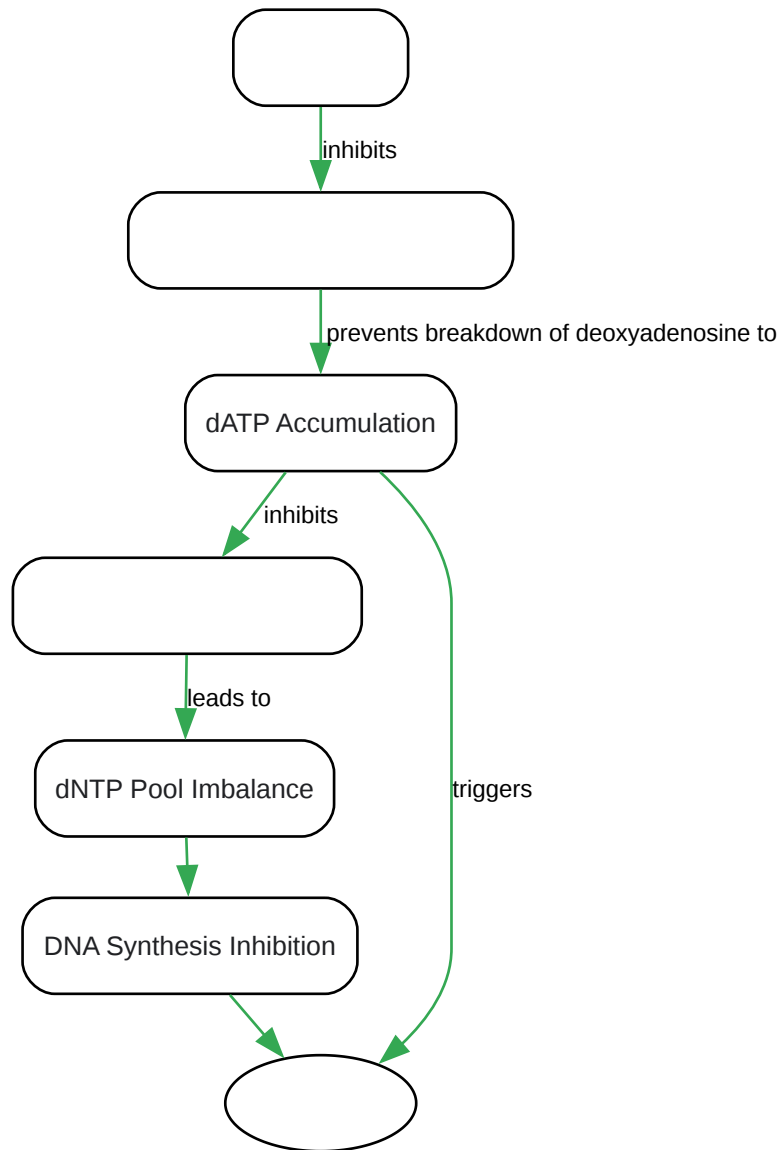 inhibits
prevents breakdown of deoxyadenosine to
dATP Accumulation
inhibits
leads to
dNTP Pool Imbalance
triggers
DNA Synthesis Inhibition